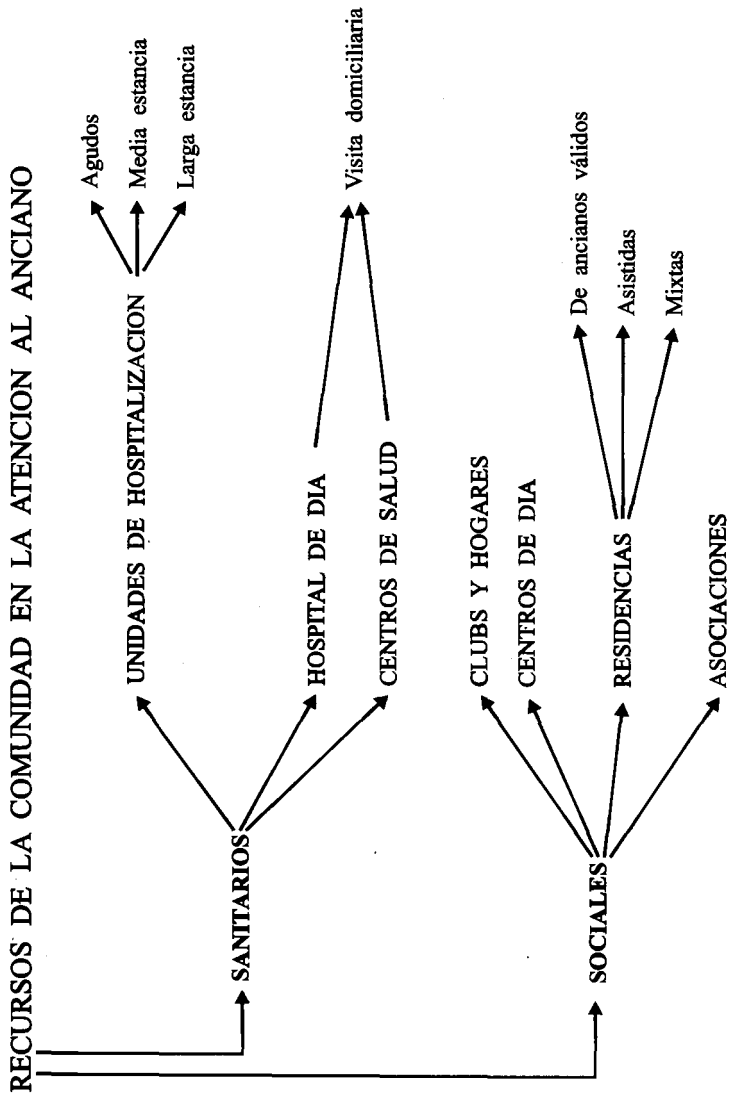 RECURSOS DE LA COMUNIDAD EN LA ATENCION AL ANCIANO
SANITARIOS
UNIDADES DE HOSPITALIZACION
Agudos
Media estancia
Larga estancia
HOSPITAL DE DIA
CENTROS DE SALUD
Visita domiciliaria
SOCIALES
CLUBS Y HOGARES
CENTROS DE DIA
RESIDENCIAS
De ancianos válidos
Asistidas
Mixtas
ASOCIACIONES